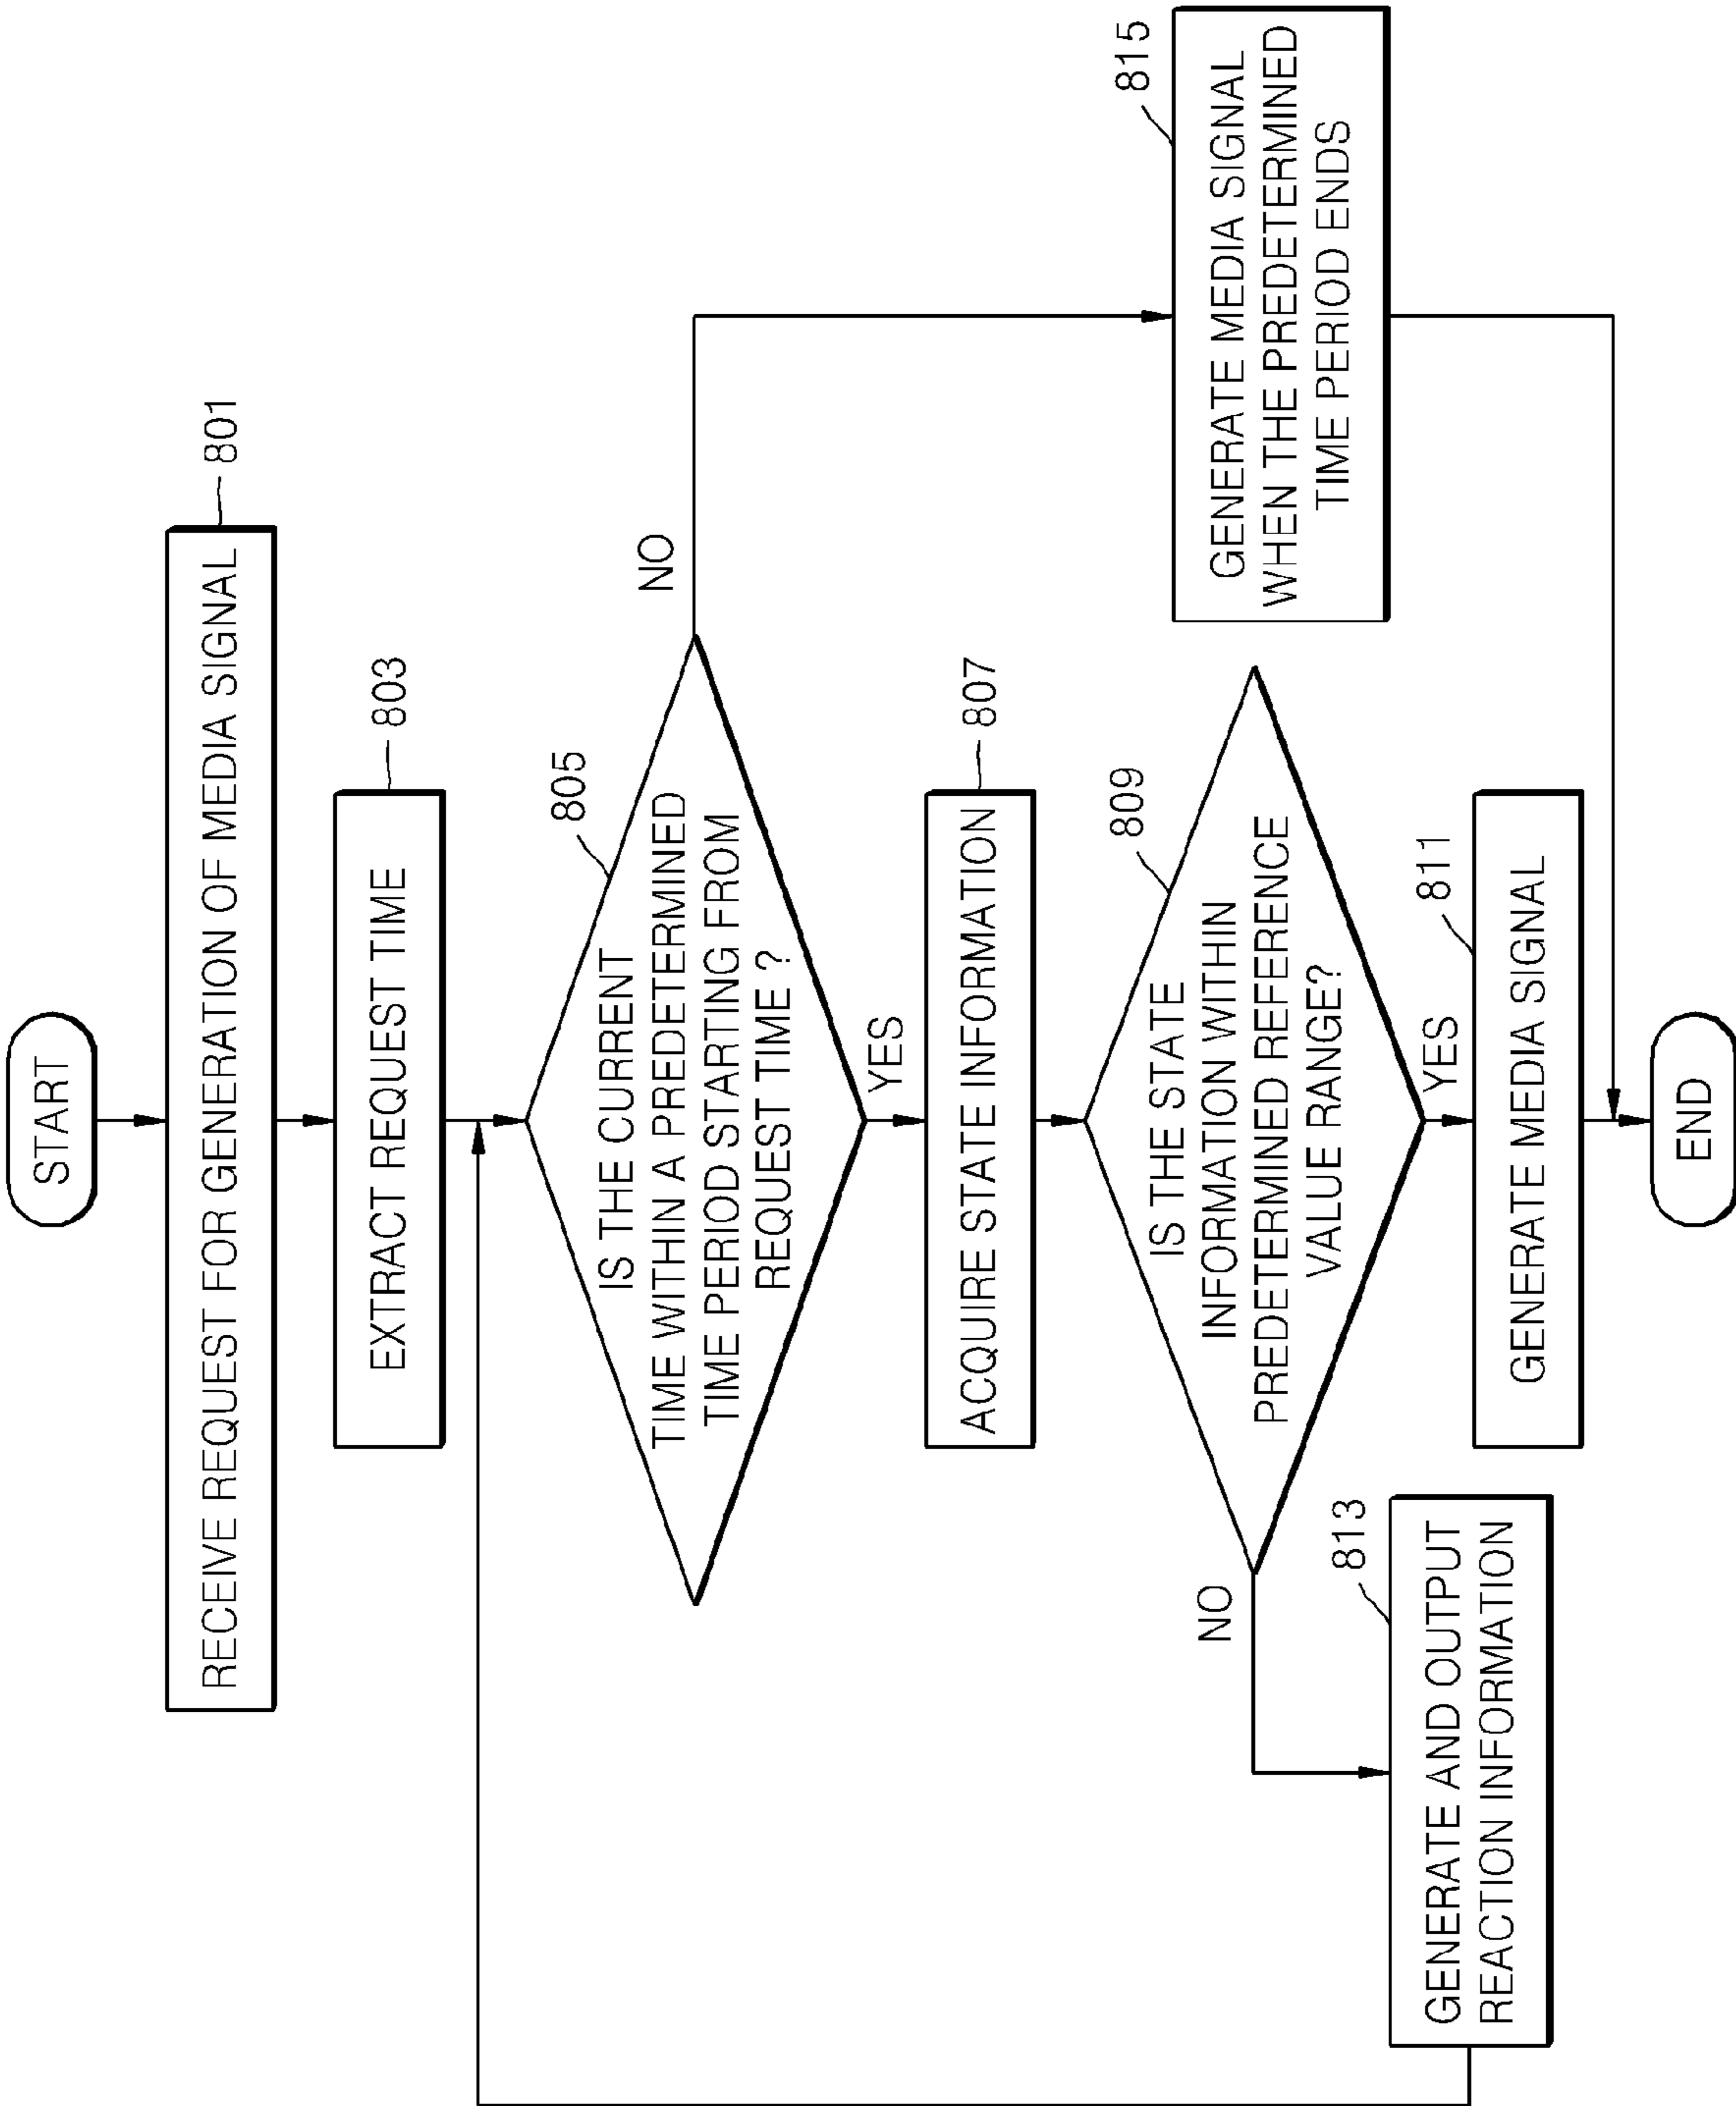 START
RECEIVE REQUEST FOR GENERATION OF MEDIA SIGNAL
801
EXTRACT REQUEST TIME
803
805
IS THE CURRENT
TIME WITHIN A PREDETERMINED
TIME PERIOD STARTING FROM
REQUEST TIME ?
NO
YES
ACQUIRE STATE INFORMATION
807
809
IS THE STATE
INFORMATION WITHIN
PREDETERMINED REFERENCE
VALUE RANGE?
NO
YES
815
GENERATE MEDIA SIGNAL
WHEN THE PREDETERMINED
TIME PERIOD ENDS
813
GENERATE AND OUTPUT
REACTION INFORMATION
811
GENERATE MEDIA SIGNAL
END